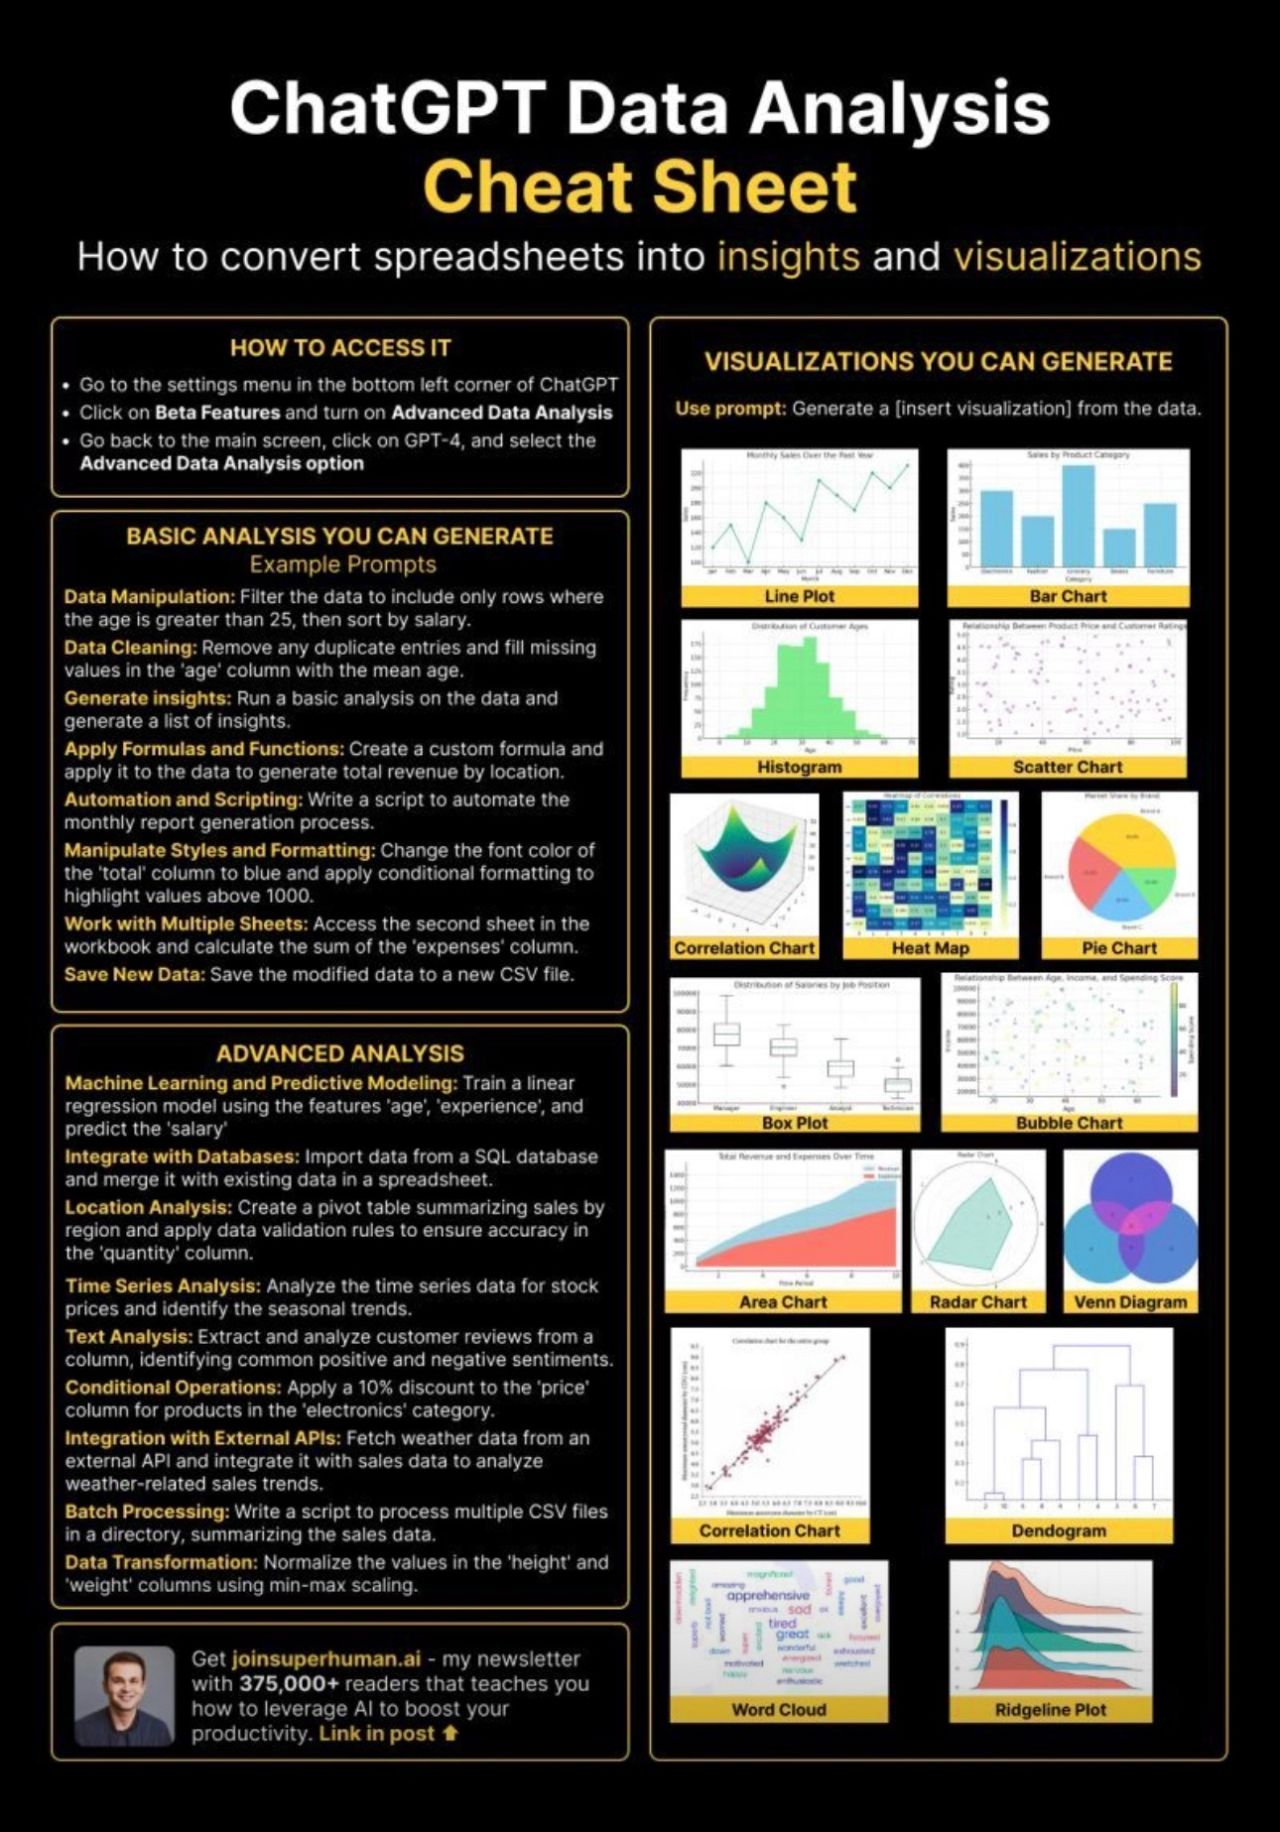 ChatGPT Data Analysis
Cheat Sheet
How to convert spreadsheets into insights and visualizations
HOW TO ACCESS IT
• Go to the settings menu in the bottom left corner of ChatGPT
• Click on Beta Features and turn on Advanced Data Analysis
• Go back to the main screen, click on GPT-4, and select the
Advanced Data Analysis option
BASIC ANALYSIS YOU CAN GENERATE
Example Prompts
Data Manipulation: Filter the data to include only rows where
the age is greater than 25, then sort by salary.
Data Cleaning: Remove any duplicate entries and fill missing
values in the 'age' column with the mean age.
Generate insights: Run a basic analysis on the data and
generate a list of insights.
Apply Formulas and Functions: Create a custom formula and
apply it to the data to generate total revenue by location.
Automation and Scripting: Write a script to automate the
monthly report generation process.
Manipulate Styles and Formatting: Change the font color of
the 'total' column to blue and apply conditional formatting to
highlight values above 1000.
Work with Multiple Sheets: Access the second sheet in the
workbook and calculate the sum of the 'expenses' column.
Save New Data: Save the modified data to a new CSV file.
ADVANCED ANALYSIS
Machine Learning and Predictive Modeling: Train a linear
regression model using the features 'age', 'experience', and
predict the 'salary'
Integrate with Databases: Import data from a SQL database
and merge it with existing data in a spreadsheet.
Location Analysis: Create a pivot table summarizing sales by
region and apply data validation rules to ensure accuracy in
the 'quantity' column.
Time Series Analysis: Analyze the time series data for stock
prices and identify the seasonal trends.
Text Analysis: Extract and analyze customer reviews from a
column, identifying common positive and negative sentiments.
Conditional Operations: Apply a 10% discount to the 'price'
column for products in the 'electronics' category.
Integration with External APIs: Fetch weather data from an
external API and integrate it with sales data to analyze
weather-related sales trends.
Batch Processing: Write a script to process multiple CSV files
in a directory, summarizing the sales data.
Data Transformation: Normalize the values in the 'height' and
'weight' columns using min-max scaling.
Get joinsuperhuman.ai - my newsletter
with 375,000+ readers that teaches you
how to leverage AI to boost your
productivity. Link in post
VISUALIZATIONS YOU CAN GENERATE
Use prompt: Generate a [insert visualization] from the data.
Monthly Sales Over the Past Year
Line Plot
Sales by Product Category
Category
Bar Chart
Distribution of Customer Ages
Age
Histogram
Relationship Between Product Price and Customer Ratings
Price
Scatter Chart
Correlation Chart
Heatmap of Correlations
Heat Map
Market Share by Brand
Pie Chart
Distribution of Salaries by Job Position
Manager Engineer Analyst Technician
Box Plot
Relationship Between Age, Income, and Spending Score
Age
Bubble Chart
Total Revenue and Expenses Over Time
Time Period
Area Chart
Radar Chart
Radar Chart
Venn Diagram
Correlation chart for the entire group
Correlation Chart
Dendogram
magnificent
amazing
good
delighted
apprehensive
anxious
sad
ok
not bad
tired
great
sick
focused
down
wonderful
exhausted
energized
motivated
wretched
nervous
happy
enthusiastic
Word Cloud
Ridgeline Plot